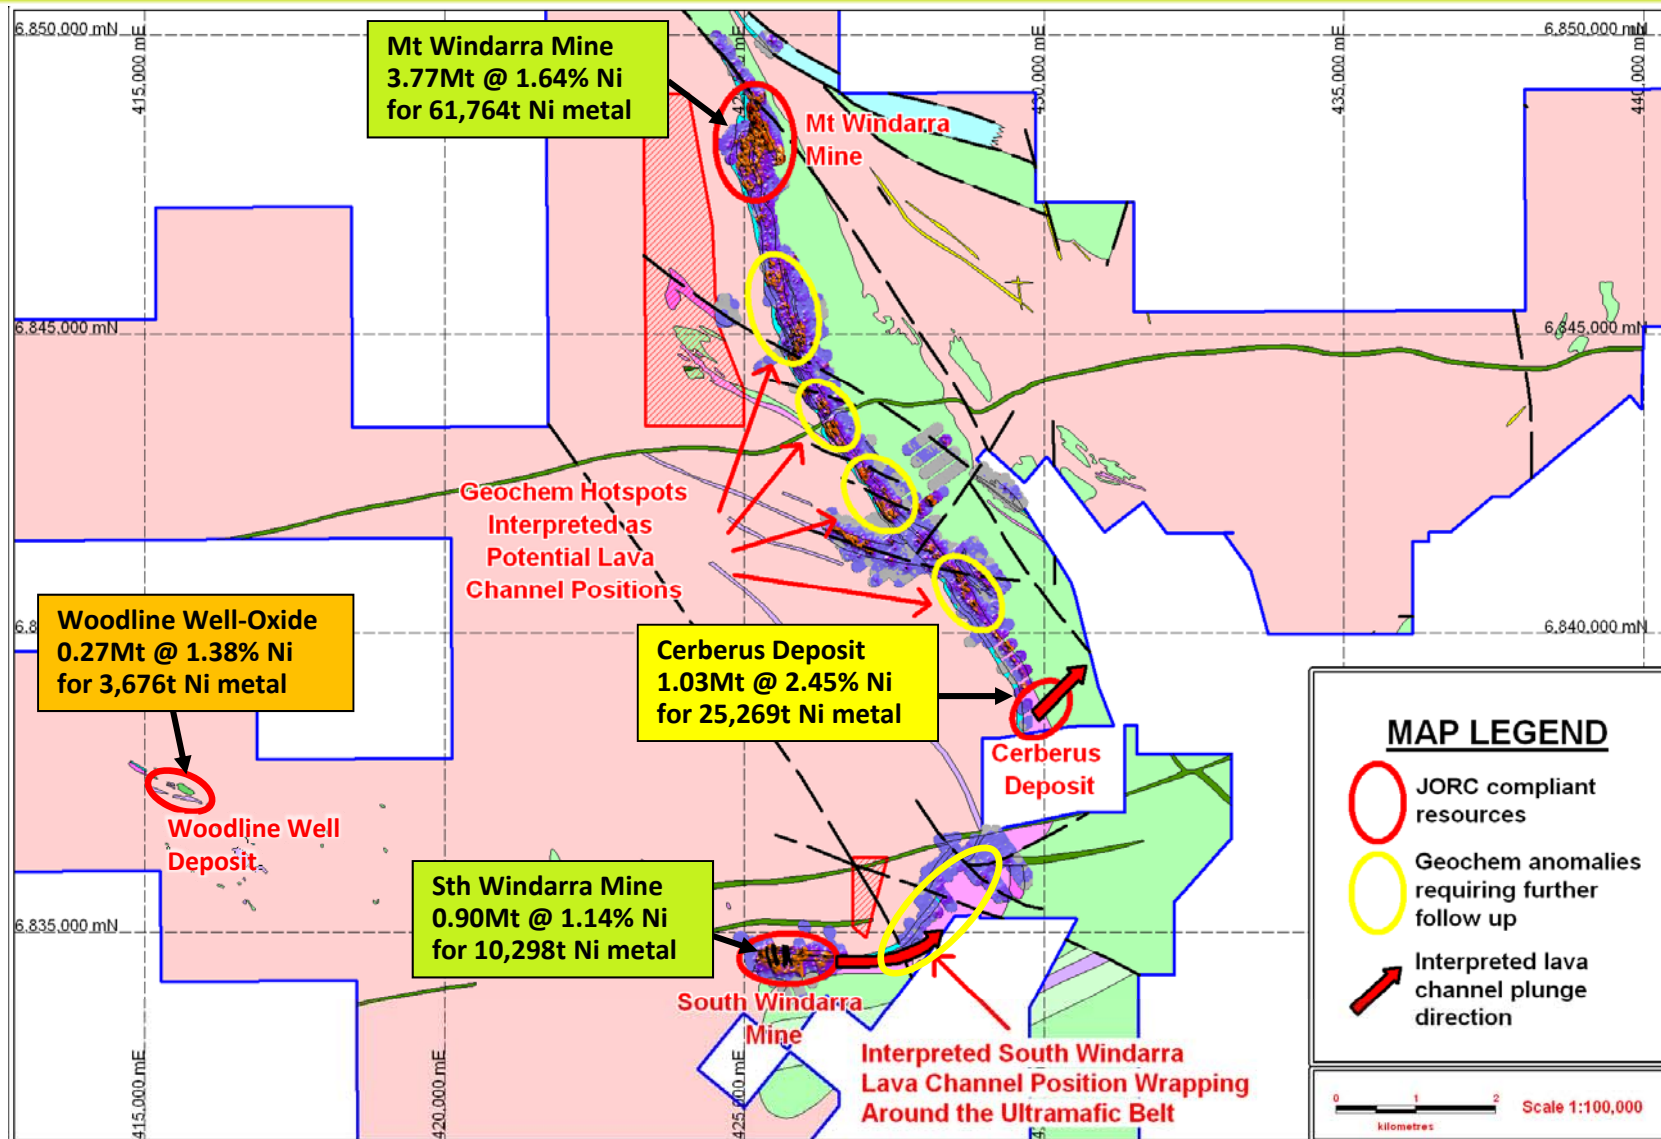 6,850,000 mN
6,850,000 mN
415,000 mE
430,000 mE
435,000 mE
440,000 mE
Mt Windarra Mine
3.77Mt @ 1.64% Ni
for 61,764t Ni metal
Mt Windarra
Mine
6,845,000 mN
6,845,000 mN
Geochem Hotspots
Interpreted as
Potential Lava
Channel Positions
Woodline Well-Oxide
0.27Mt @ 1.38% Ni
for 3,676t Ni metal
6,840,000 mN
Cerberus Deposit
1.03Mt @ 2.45% Ni
for 25,269t Ni metal
Cerberus
Deposit
Woodline Well
Deposit
Sth Windarra Mine
0.90Mt @ 1.14% Ni
for 10,298t Ni metal
6,835,000 mN
South Windarra
Mine
Interpreted South Windarra
Lava Channel Position Wrapping
Around the Ultramafic Belt
415,000 mE
420,000 mE
425,000 mE
MAP LEGEND
JORC compliant
resources
Geochem anomalies
requiring further
follow up
Interpreted lava
channel plunge
direction
0 1 2
kilometres
Scale 1:100,000